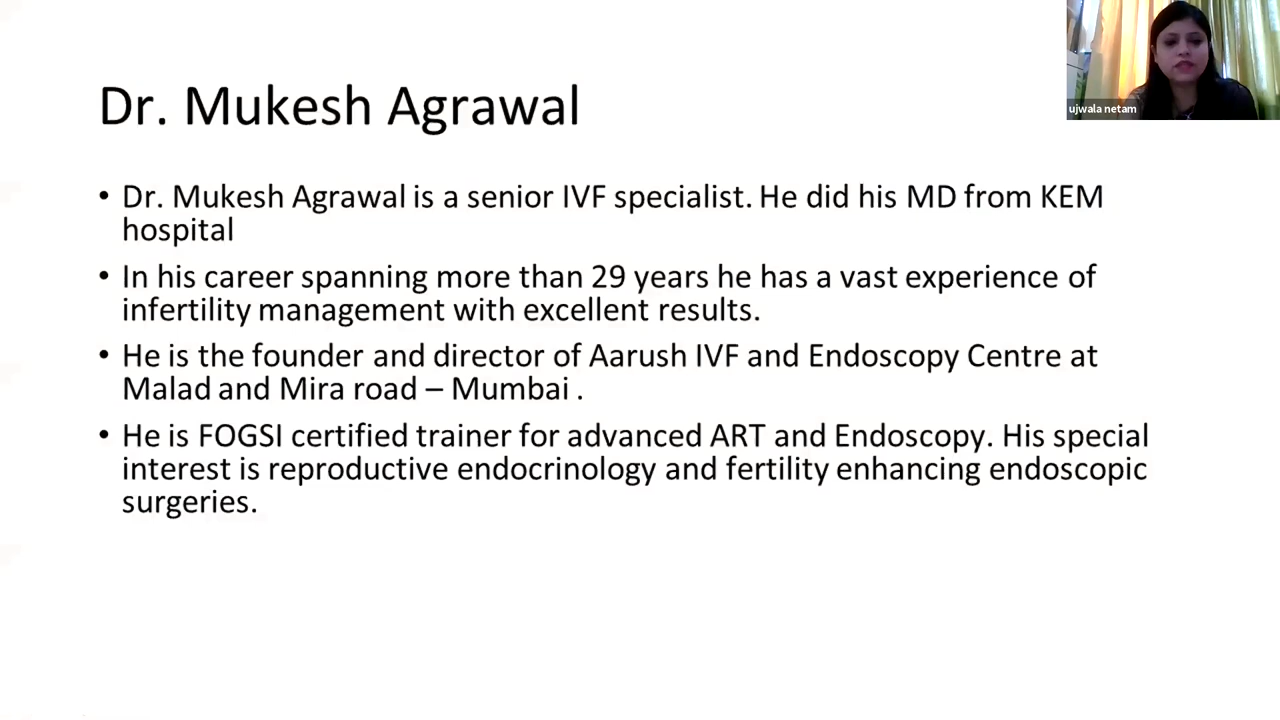 Dr. Mukesh Agrawal
ujwala netam
• Dr. Mukesh Agrawal is a senior IVF specialist. He did his MD from KEM
hospital
• In his career spanning more than 29 years he has a vast experience of
infertility management with excellent results.
• He is the founder and director of Aarush IVF and Endoscopy Centre at
Malad and Mira road – Mumbai .
• He is FOGSI certified trainer for advanced ART and Endoscopy. His special
interest is reproductive endocrinology and fertility enhancing endoscopic
surgeries.